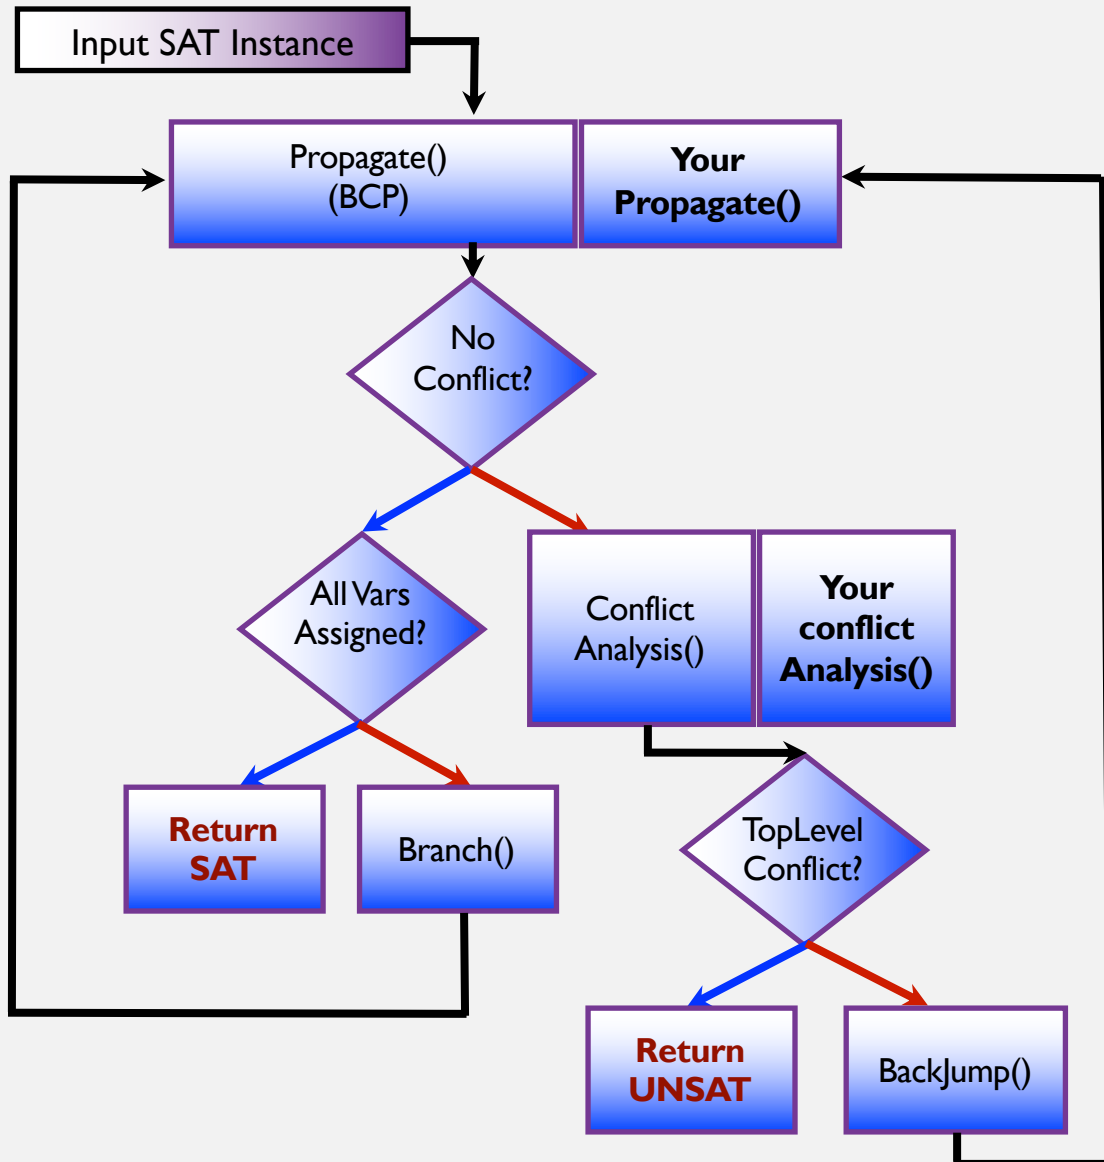 Input SAT Instance
Propagate()
(BCP)
Your
Propagate()
No
Conflict?
All Vars
Assigned?
Conflict
Analysis()
Your
conflict
Analysis()
Return
SAT
Branch()
TopLevel
Conflict?
Return
UNSAT
BackJump()